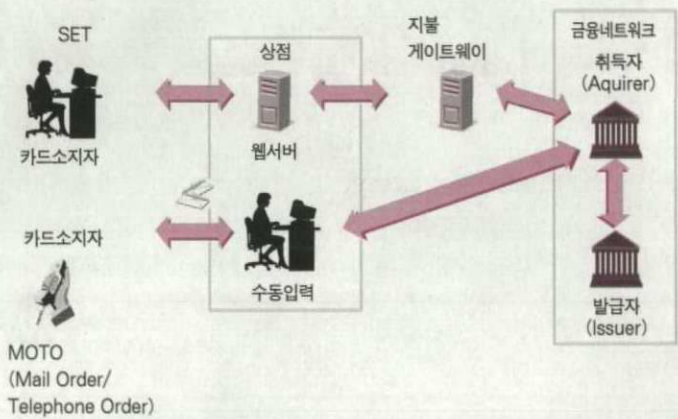 SET
카드소지자
상점
웹서버
지불
게이트웨이
금융네트워크
취득자
(Aquirer)
카드소지자
수동입력
발급자
(Issuer)
MOTO
(Mail Order/
Telephone Order)